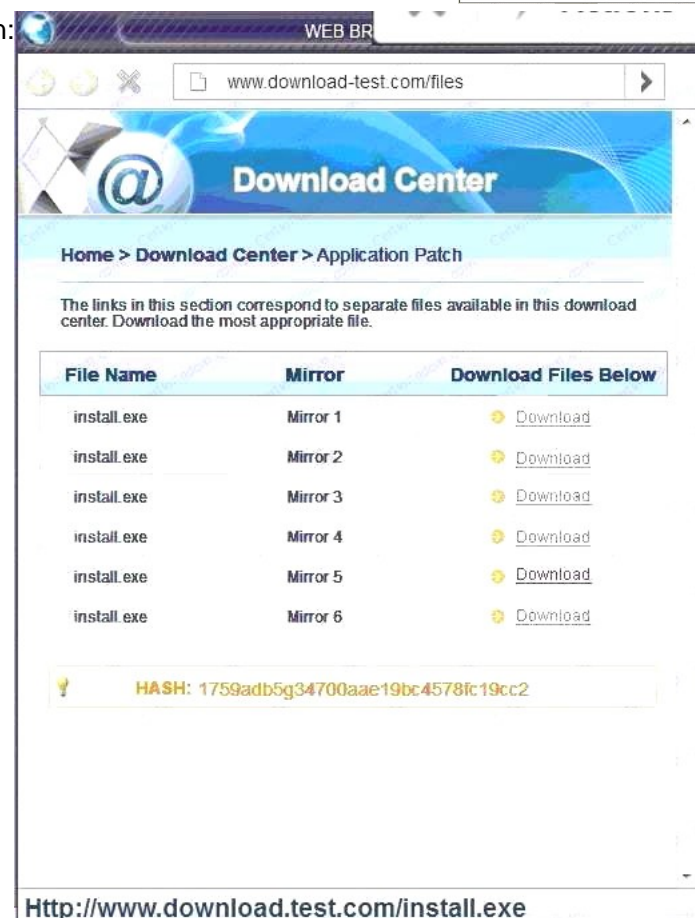 WEB BR
www.download-test.com/files
Download Center
Home > Download Center > Application Patch
The links in this section correspond to separate files available in this download
center. Download the most appropriate file.
File Name Mirror Download Files Below
install.exe Mirror 1 Download
install.exe Mirror 2 Download
install.exe Mirror 3 Download
install.exe Mirror 4 Download
install.exe Mirror 5 Download
install.exe Mirror 6 Download
HASH: 1759adb5g34700aae19bc4578fc19cc2
Http://www.download.test.com/install.exe